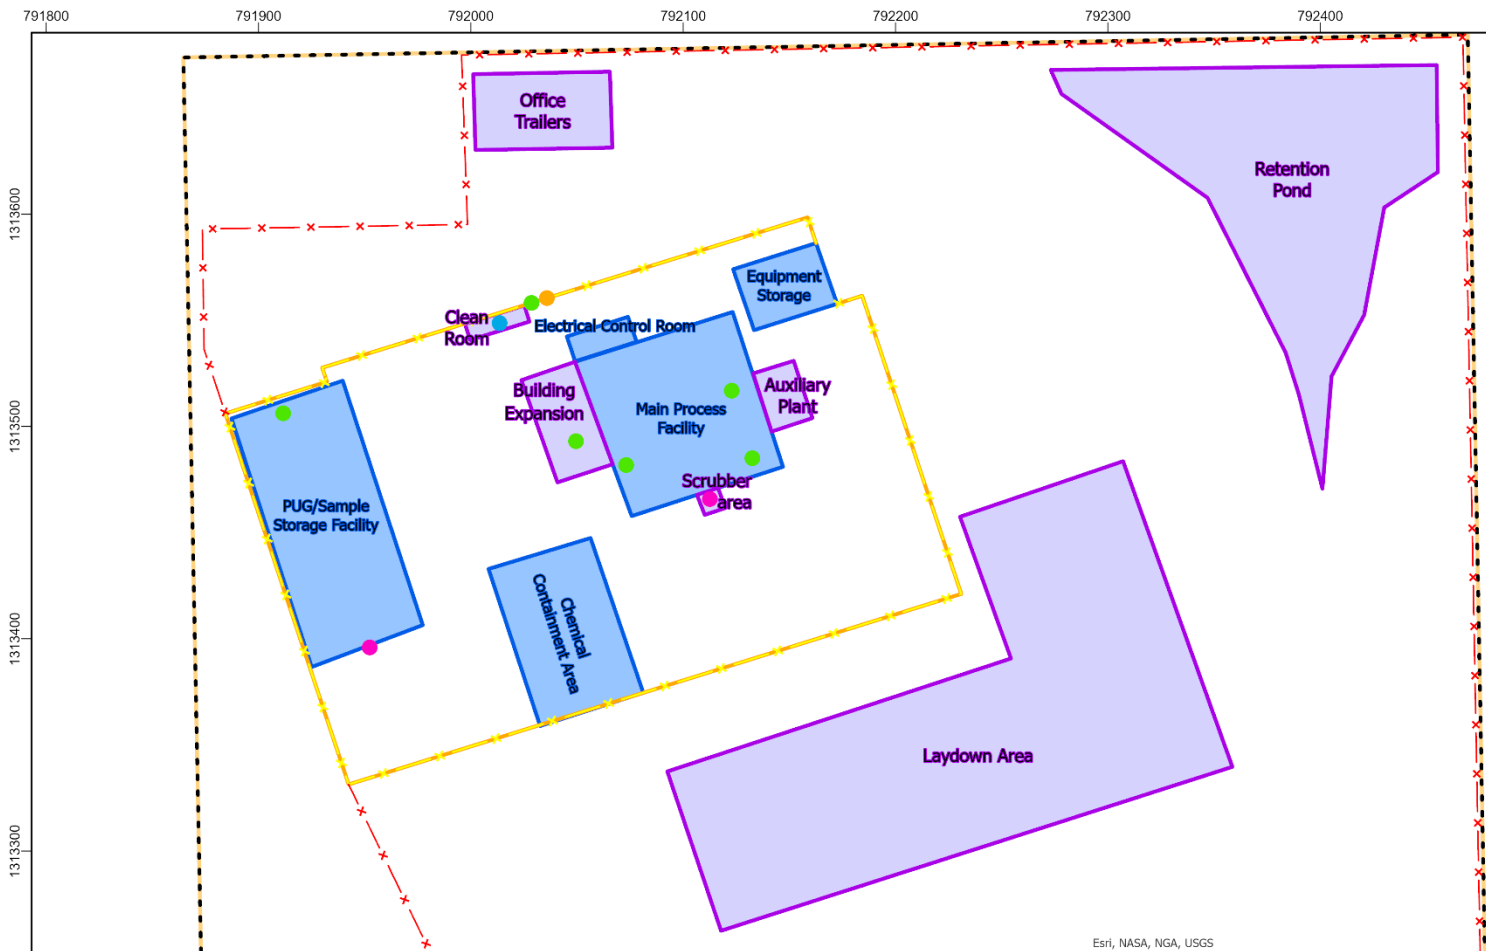 791800
791900
792000
792100
792200
792300
792400
1313600
1313500
1313400
1313300
Office
Trailers
Retention
Pond
Equipment
Storage
Clean
Room
Electrical Control Room
Building
Expansion
Main Process
Facility
Auxiliary
Plant
Scrubber
area
PUG/Sample
Storage Facility
Chemical
Containment Area
Laydown Area
Esri, NASA, NGA, USGS